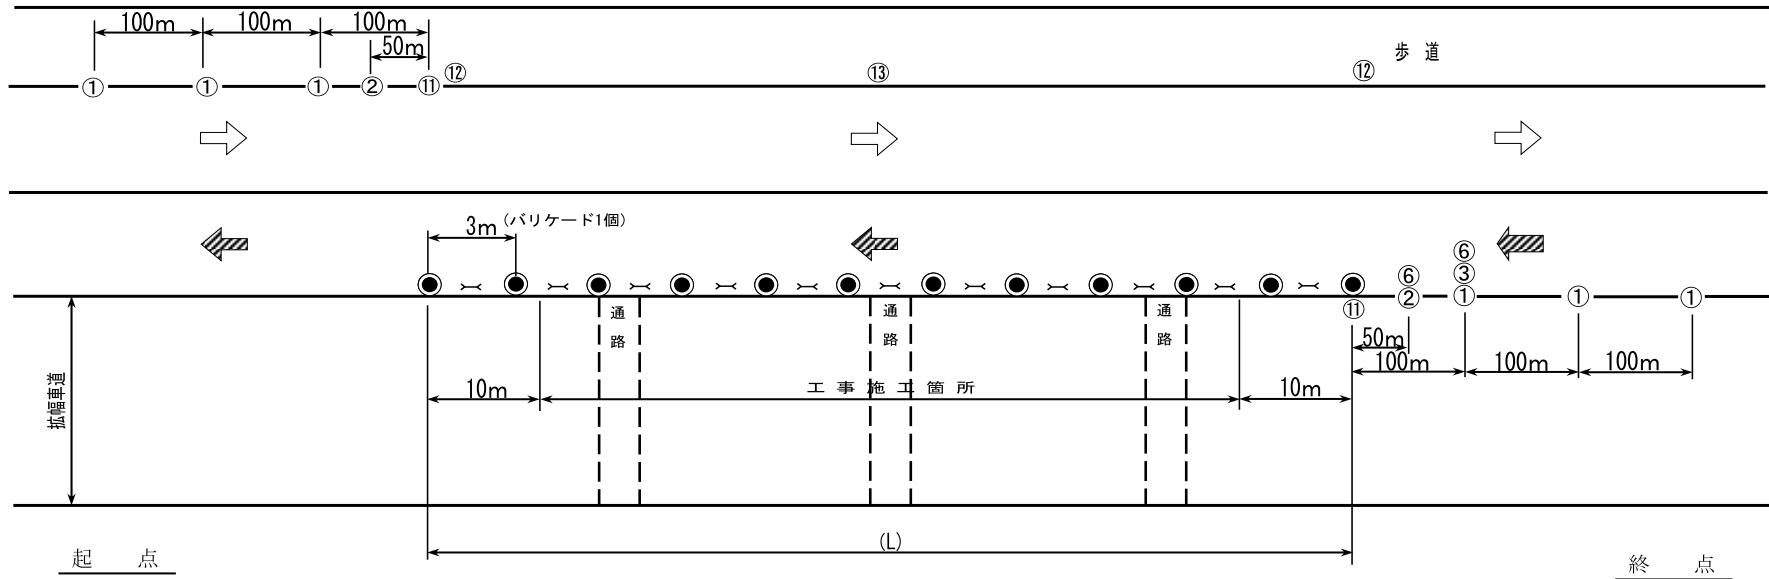 100m 100m 100m
50m
歩 道
① ① ① ② ⑪ ⑫ ⑬ ⑫
3m (バリケード1個)
⑥
⑥ ③
⑪ ② ① ① ①
通路 通路 通路
50m
100m 100m 100m
10m 工事施工箇所 10m
拡幅車道
(L)
起 点
終 点